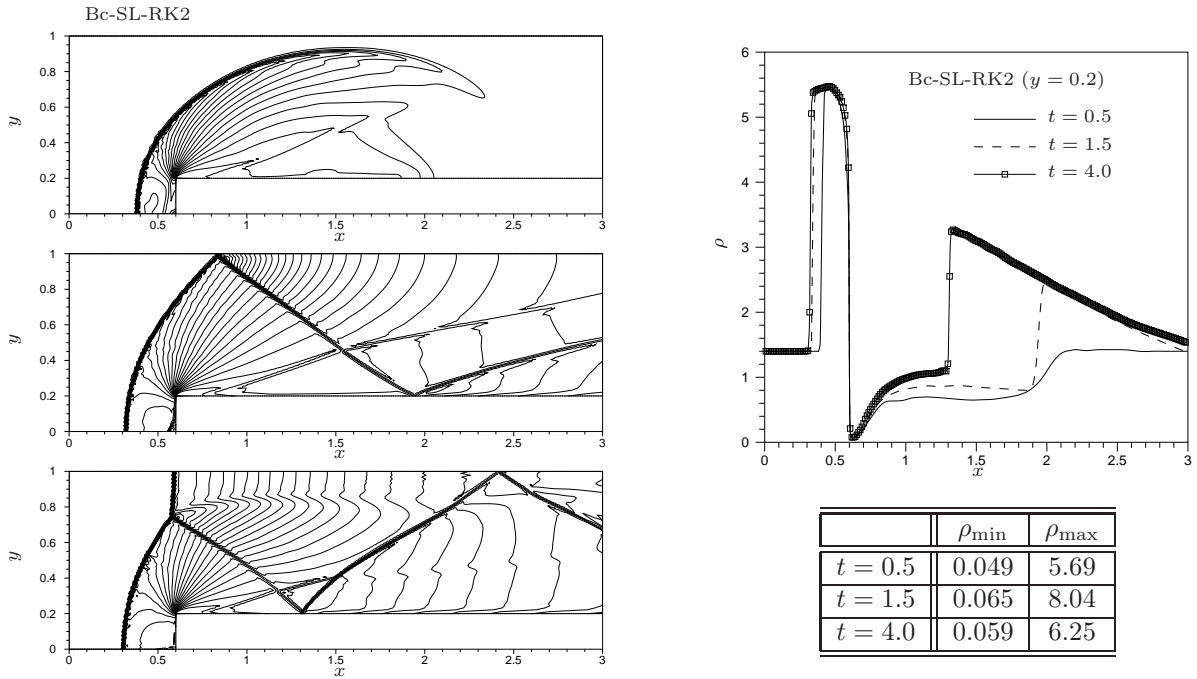 Bc-SL-RK2
1
0.8
0.6
0.4
0.2
0
y
0 0.5 1 1.5 2 2.5 3
x
1
0.8
0.6
0.4
0.2
0
y
0 0.5 1 1.5 2 2.5 3
x
1
0.8
0.6
0.4
0.2
0
y
0 0.5 1 1.5 2 2.5 3
x
6
5
4
3
2
1
0
ρ
Bc-SL-RK2 (y = 0.2)
t = 0.5
t = 1.5
t = 4.0
0 0.5 1 1.5 2 2.5 3
x
ρmin ρmax
t = 0.5 0.049 5.69
t = 1.5 0.065 8.04
t = 4.0 0.059 6.25